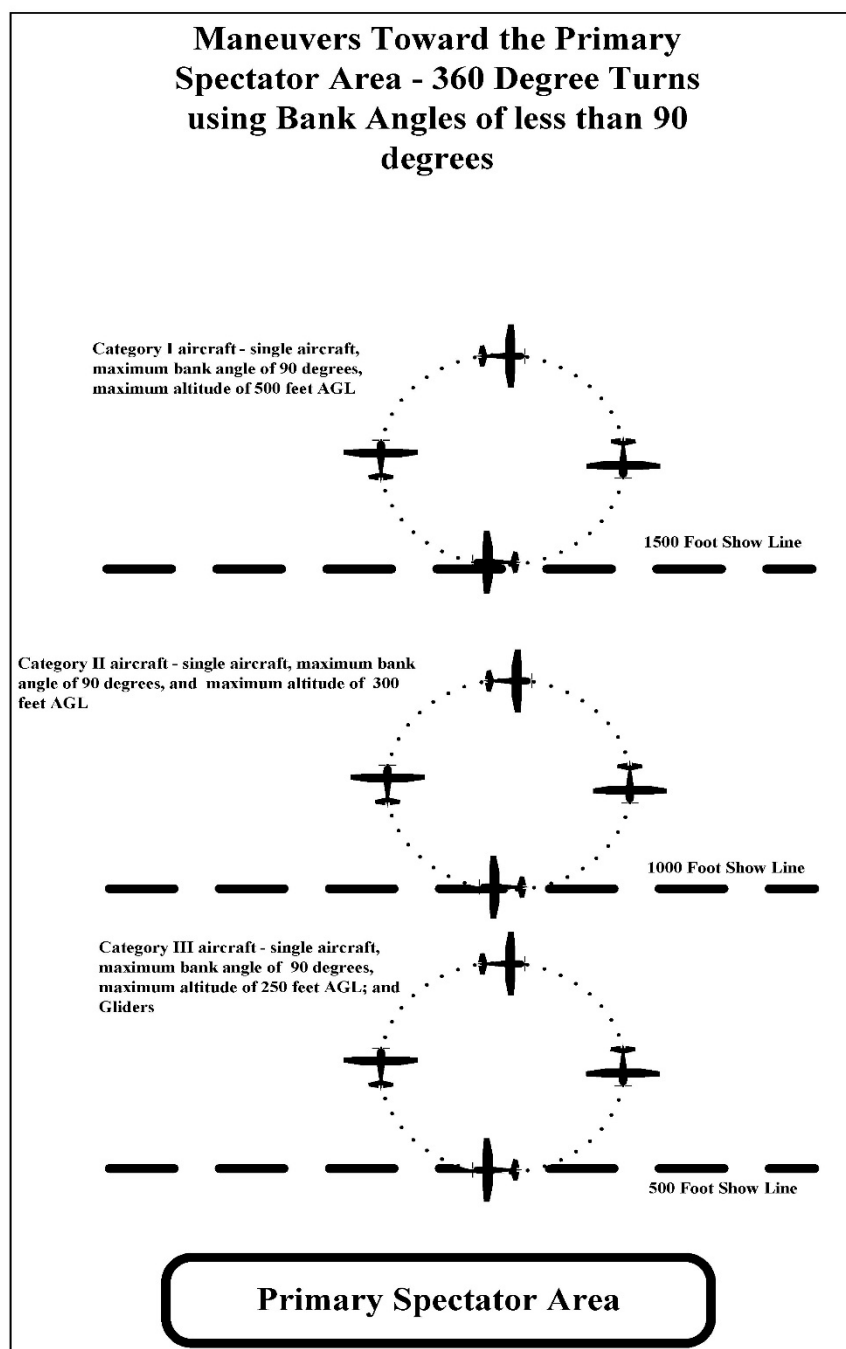 Maneuvers Toward the Primary
Spectator Area - 360 Degree Turns
using Bank Angles of less than 90
degrees
Category I aircraft - single aircraft,
maximum bank angle of 90 degrees,
maximum altitude of 500 feet AGL
1500 Foot Show Line
Category II aircraft - single aircraft, maximum bank
angle of 90 degrees, and maximum altitude of 300
feet AGL
1000 Foot Show Line
Category III aircraft - single aircraft,
maximum bank angle of 90 degrees,
maximum altitude of 250 feet AGL; and
Gliders
500 Foot Show Line
Primary Spectator Area